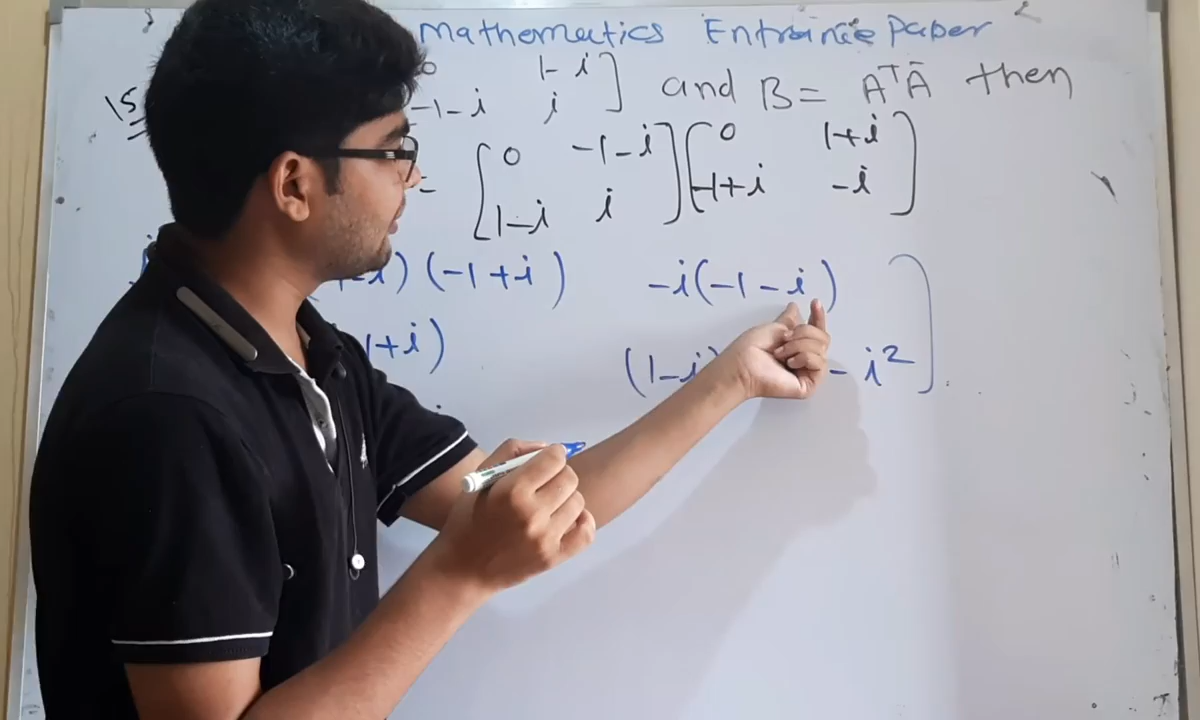 Mathematics Entrance Paper
15 0 1-i ] and B= AᵀĀ then
-1-i i
= [ 0 -1-i ] [ 0 1+i ]
1-i i -1+i -i
-i) (-1+i) -i(-1-i) ]
1+i) (1-i) -i²